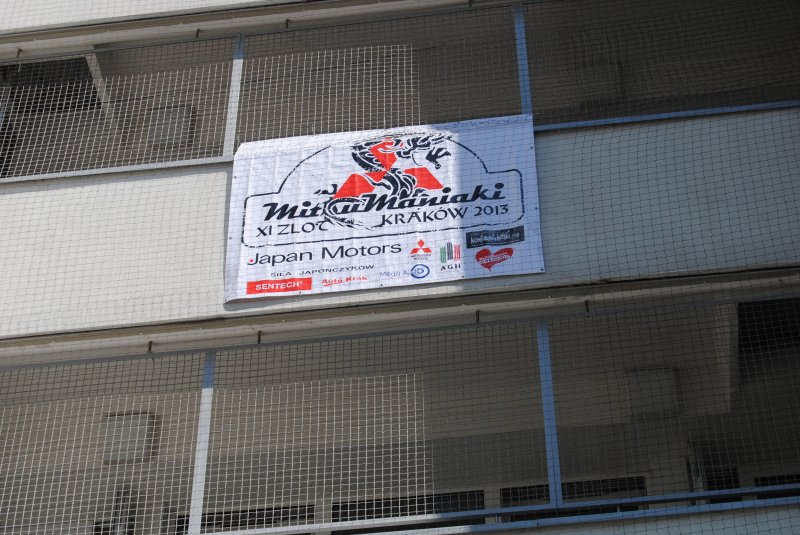 MitsuManiaki
XI ZLOT KRAKÓW 2013
Japan Motors
SIŁA JAPOŃCZYKÓW
AGH
SENTECH
Auto Krak